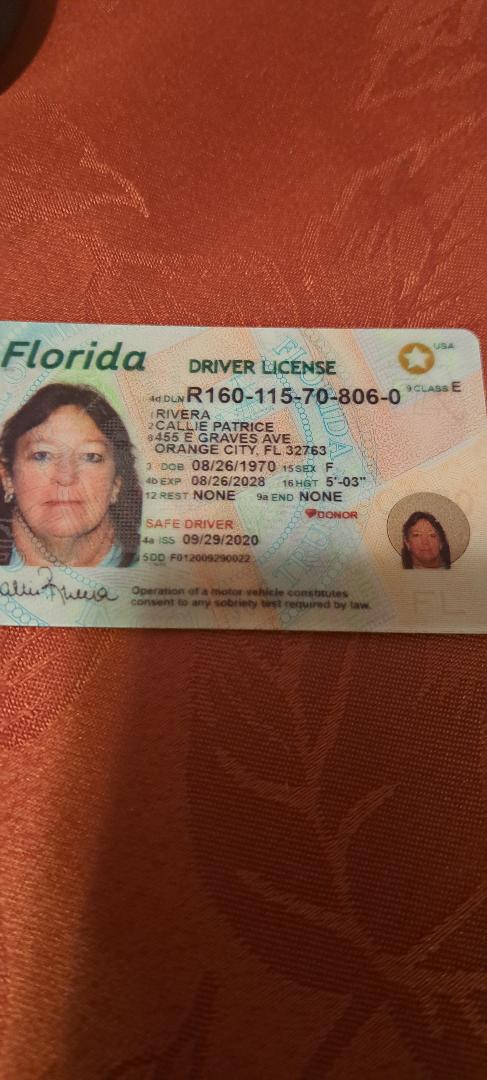 Florida DRIVER LICENSE USA
4d DLN R160-115-70-806-0 9 CLASS E
1 RIVERA
2 CALLIE PATRICE
8 455 E GRAVES AVE
ORANGE CITY, FL 32763
3 DOB 08/26/1970 15 SEX F
4b EXP 08/26/2028 16 HGT 5'-03"
12 REST NONE 9a END NONE
DONOR
SAFE DRIVER
4a ISS 09/29/2020
5 DD F012009290022
Operation of a motor vehicle constitutes
consent to any sobriety test required by law.
FL